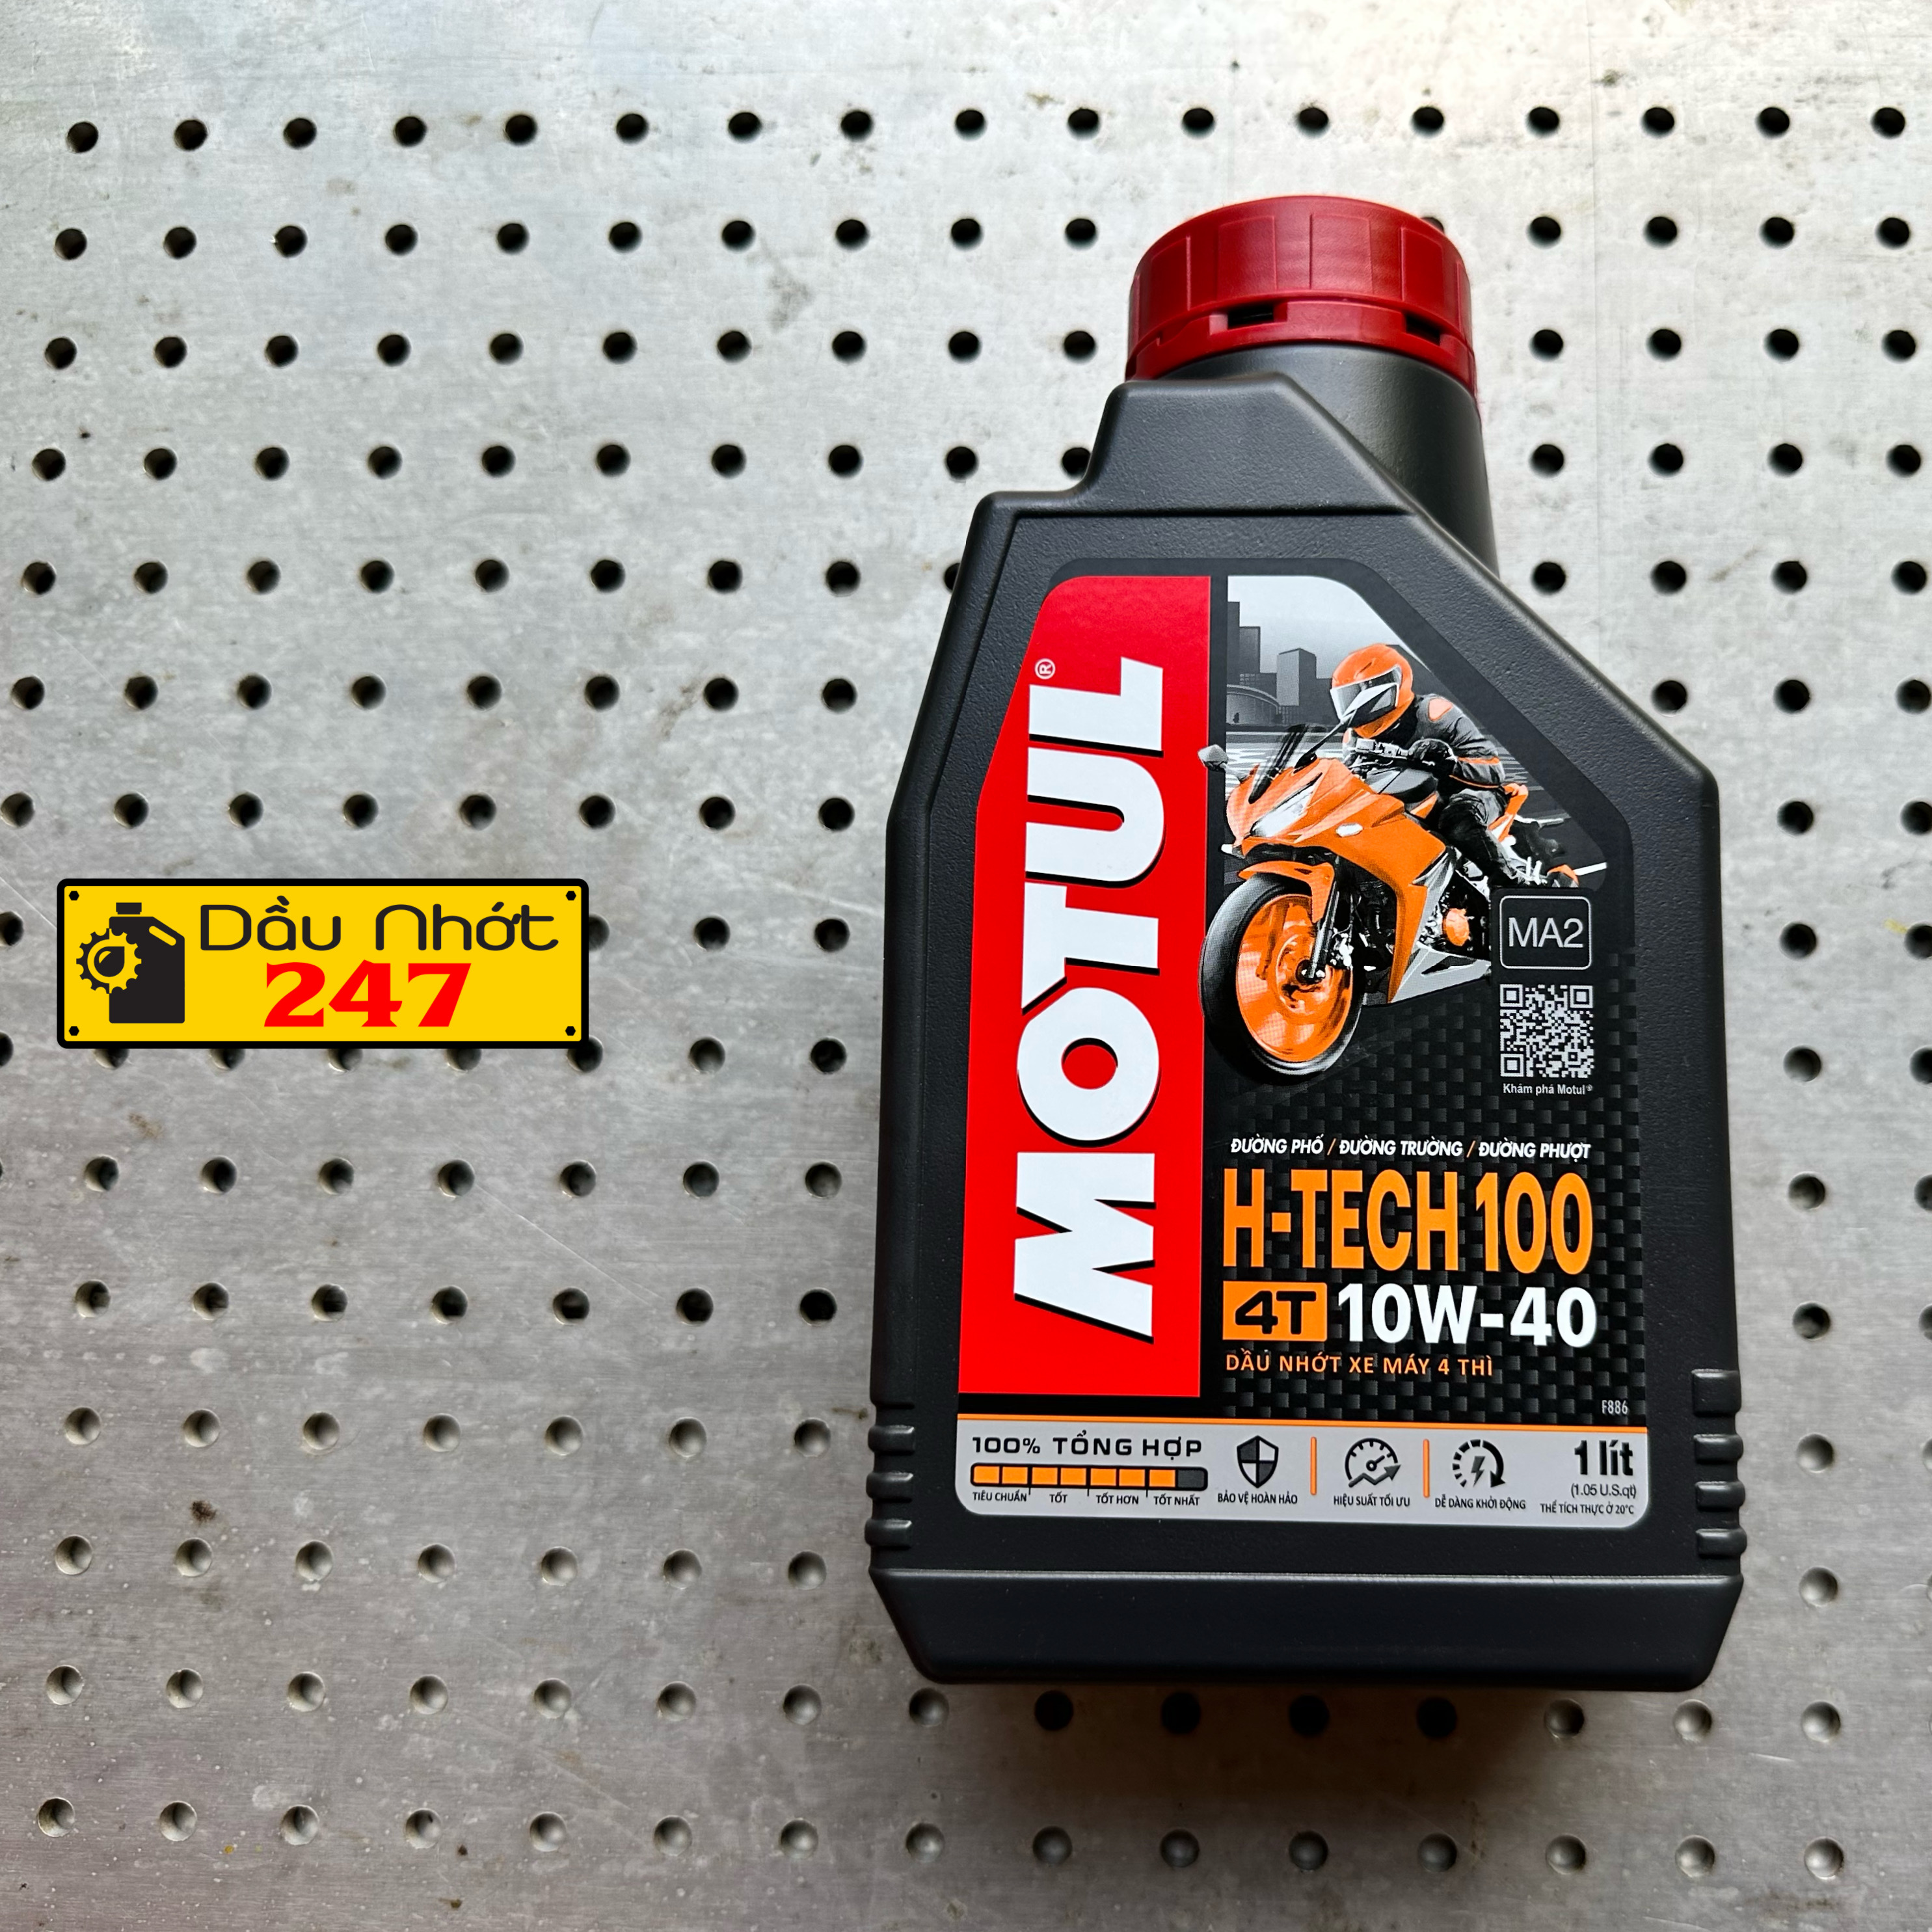 Dầu Nhớt
247
MOTUL®
MA2
Khám phá Motul®
ĐƯỜNG PHỐ / ĐƯỜNG TRƯỜNG / ĐƯỜNG PHƯỢT
H-TECH 100
4T 10W-40
DẦU NHỚT XE MÁY 4 THÌ
F886
100% TỔNG HỢP
TIÊU CHUẨN TỐT TỐT HƠN TỐT NHẤT
BẢO VỆ HOÀN HẢO
HIỆU SUẤT TỐI ƯU
DỄ DÀNG KHỞI ĐỘNG
1 lít
(1.05 U.S.qt)
THỂ TÍCH THỰC Ở 20°C